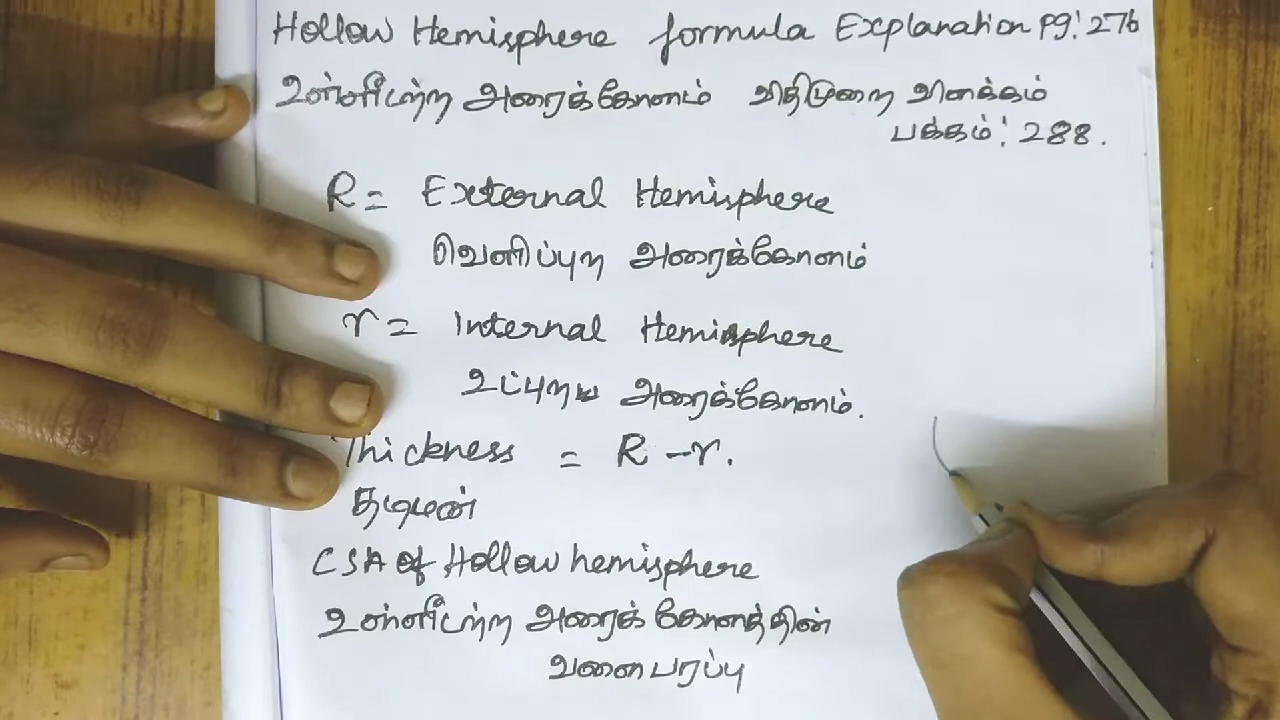 Hollow Hemisphere formula Explanation Pg: 276
உள்ளீடற்ற அரைக்கோளம் விதிமுறை விளக்கம்
பக்கம்: 288.
R = External Hemisphere
வெளிப்புற அரைக்கோளம்
r = Internal Hemisphere
உட்புற அரைக்கோளம்.
Thickness = R - r.
தடிமன்
CSA of Hollow hemisphere
உள்ளீடற்ற அரைக் கோளத்தின்
வளைபரப்பு